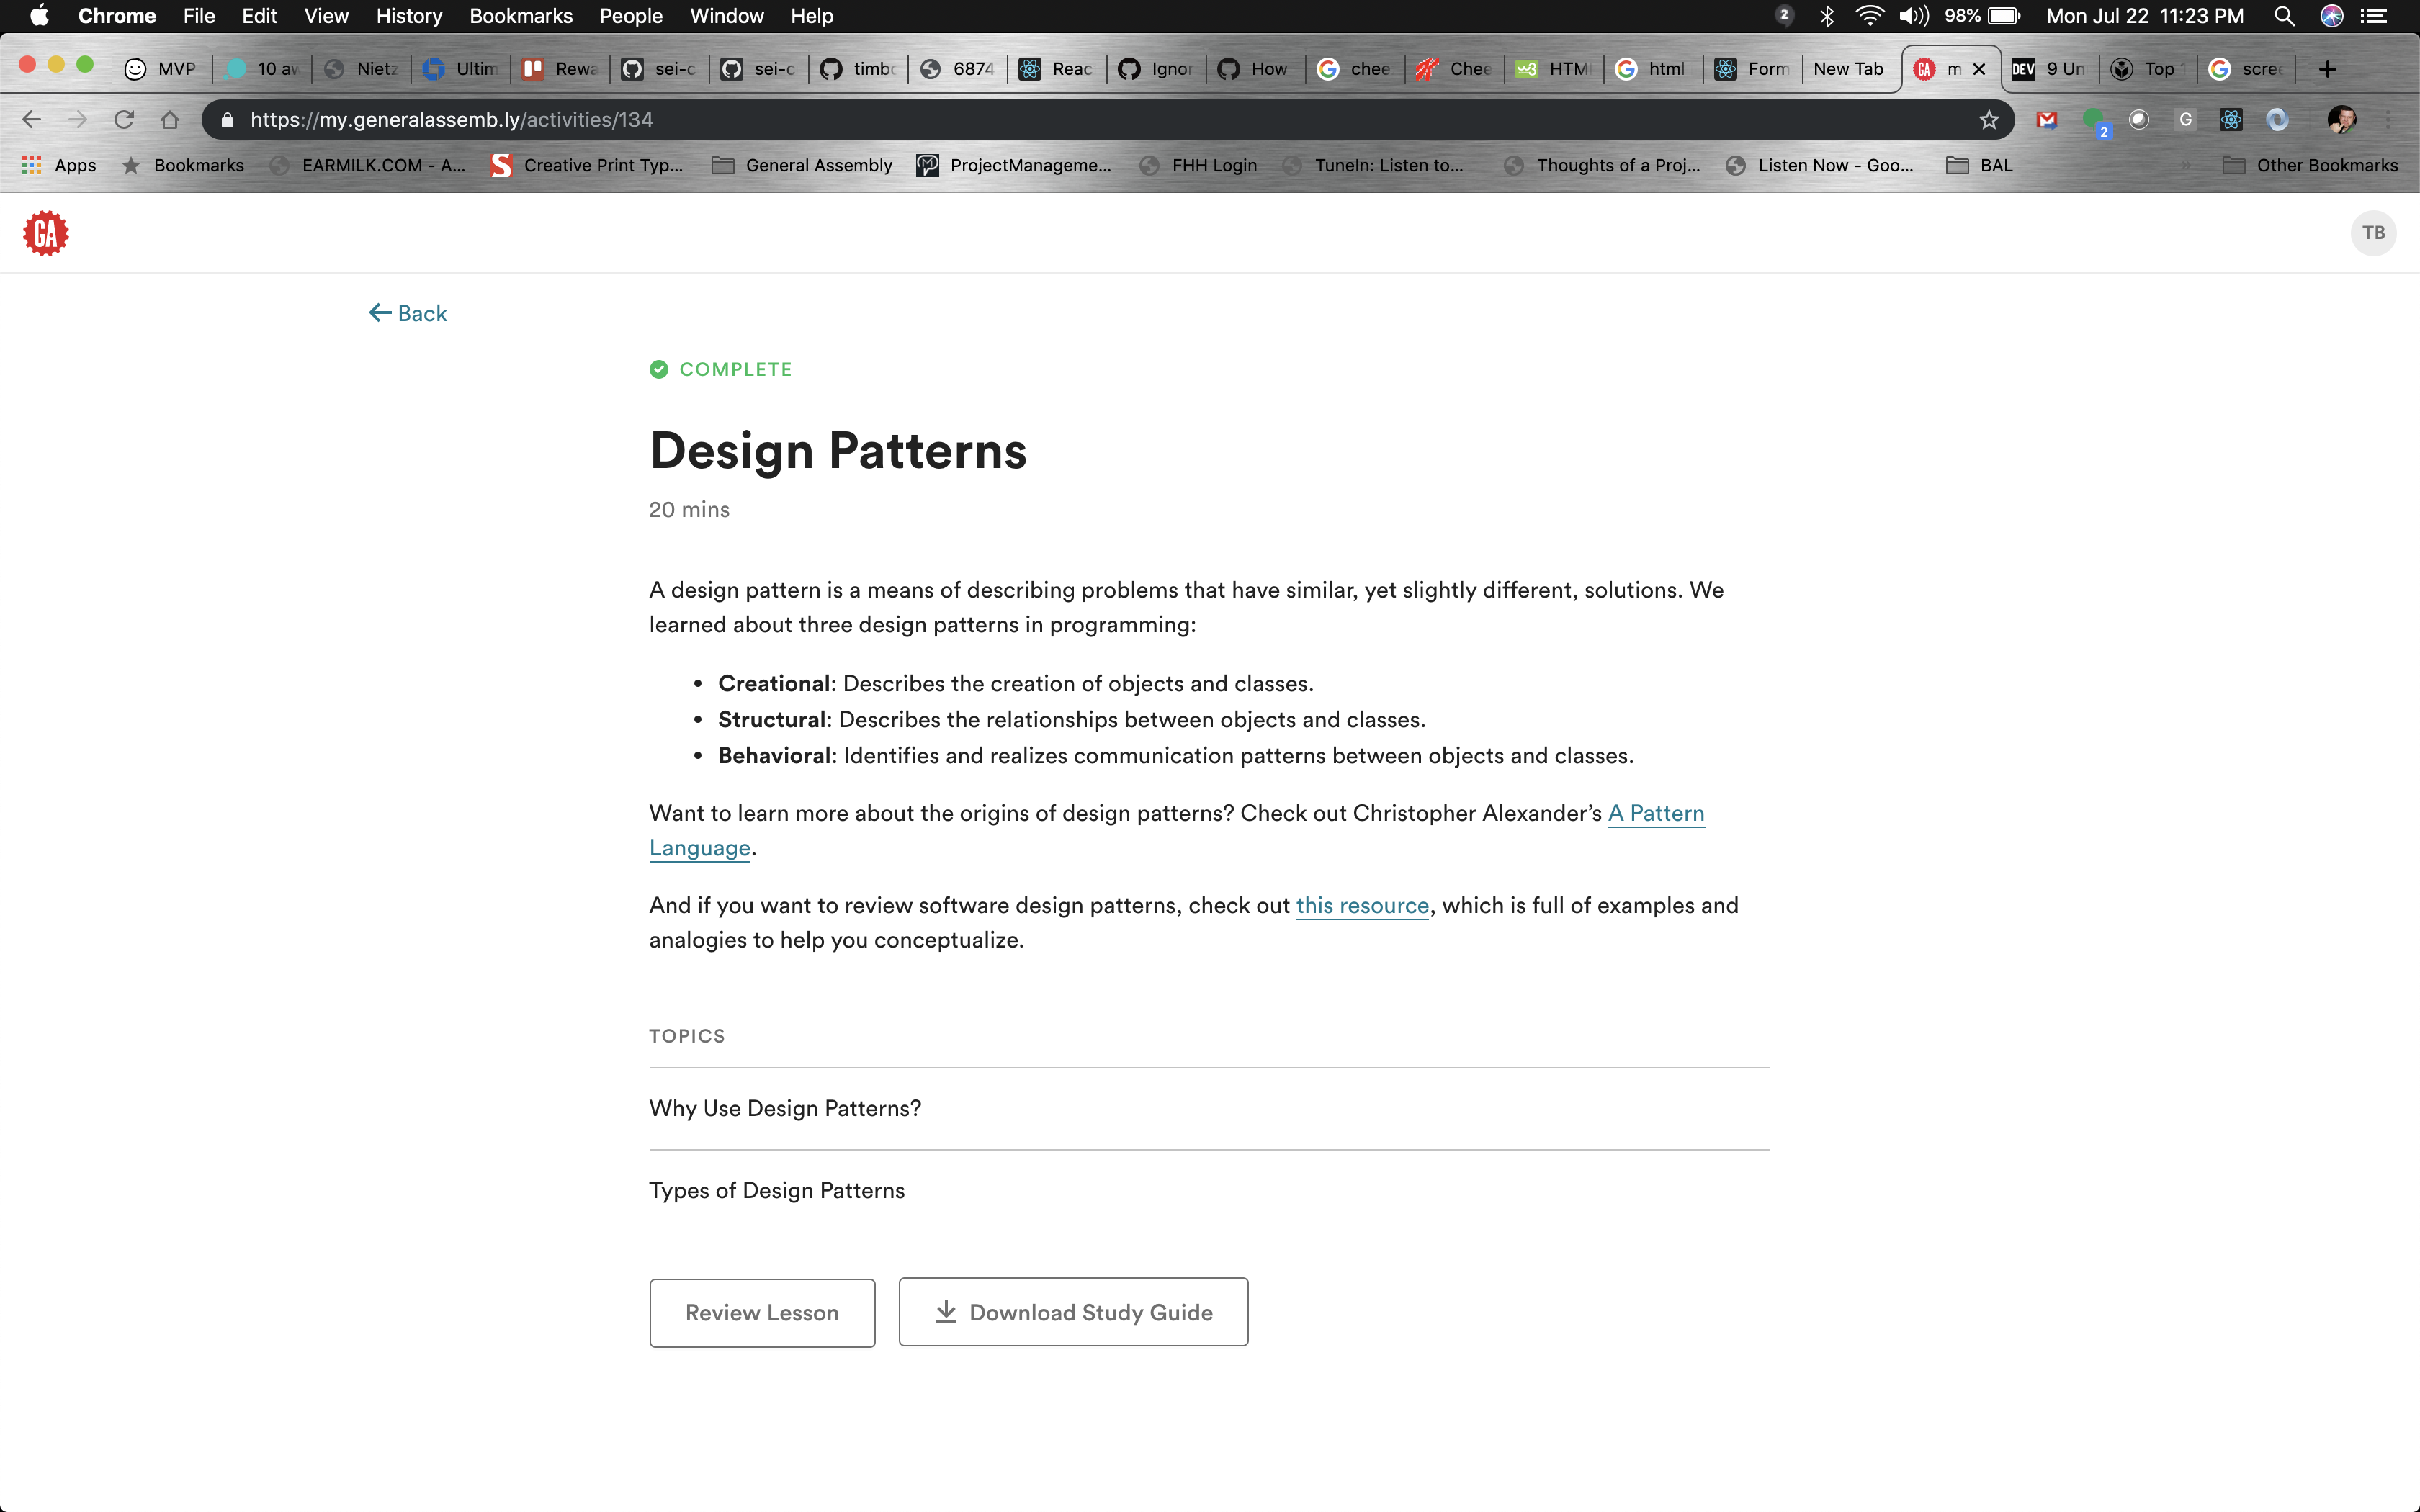 Chrome File Edit View History Bookmarks People Window Help 2 98% Mon Jul 22 11:23 PM
MVP 10 aw Nietz Ultim Rewa sei-c sei-c timbo 6874 Reac Ignor How chee Chee HTML html Form New Tab m DEV 9 Un Top scree
https://my.generalassemb.ly/activities/134 G 2
Apps Bookmarks EARMILK.COM - A... Creative Print Typ... General Assembly ProjectManageme... FHH Login TuneIn: Listen to... Thoughts of a Proj... Listen Now - Goo... BAL Other Bookmarks
GA TB
Back
COMPLETE
Design Patterns
20 mins
A design pattern is a means of describing problems that have similar, yet slightly different, solutions. We
learned about three design patterns in programming:
• Creational: Describes the creation of objects and classes.
• Structural: Describes the relationships between objects and classes.
• Behavioral: Identifies and realizes communication patterns between objects and classes.
Want to learn more about the origins of design patterns? Check out Christopher Alexander’s A Pattern
Language.
And if you want to review software design patterns, check out this resource, which is full of examples and
analogies to help you conceptualize.
TOPICS
Why Use Design Patterns?
Types of Design Patterns
Review Lesson Download Study Guide